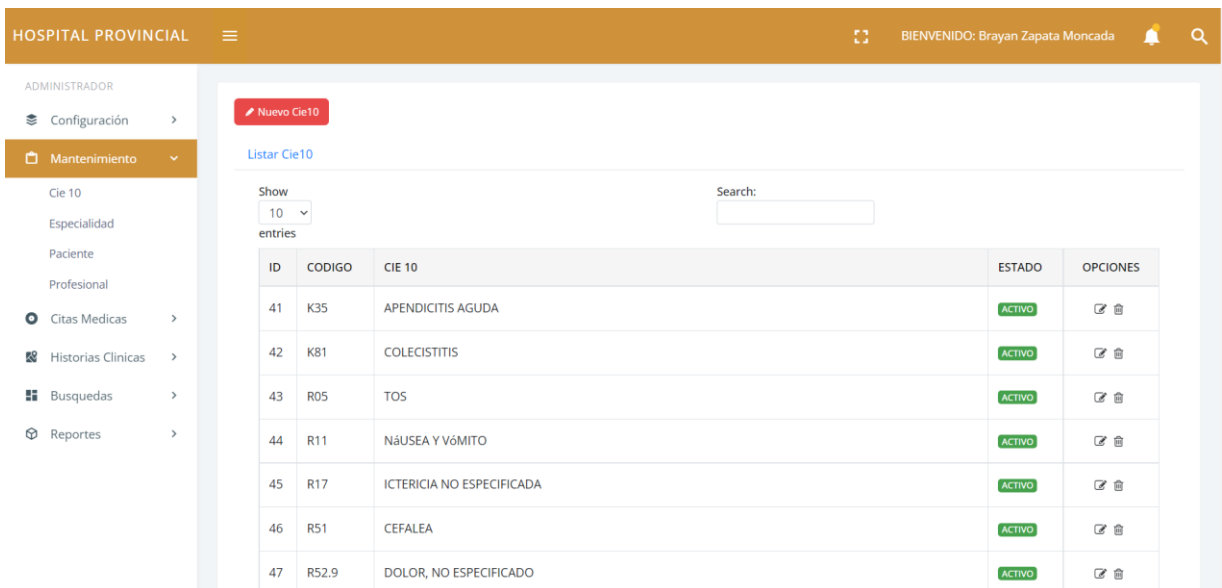 HOSPITAL PROVINCIAL
BIENVENIDO: Brayan Zapata Moncada
ADMINISTRADOR
Configuración
Mantenimiento
Cie 10
Especialidad
Paciente
Profesional
Citas Medicas
Historias Clinicas
Busquedas
Reportes
Nuevo Cie10
Listar Cie10
Show
10
entries
Search:
ID CODIGO CIE 10 ESTADO OPCIONES
41 K35 APENDICITIS AGUDA ACTIVO
42 K81 COLECISTITIS ACTIVO
43 R05 TOS ACTIVO
44 R11 NáUSEA Y VóMITO ACTIVO
45 R17 ICTERICIA NO ESPECIFICADA ACTIVO
46 R51 CEFALEA ACTIVO
47 R52.9 DOLOR, NO ESPECIFICADO ACTIVO